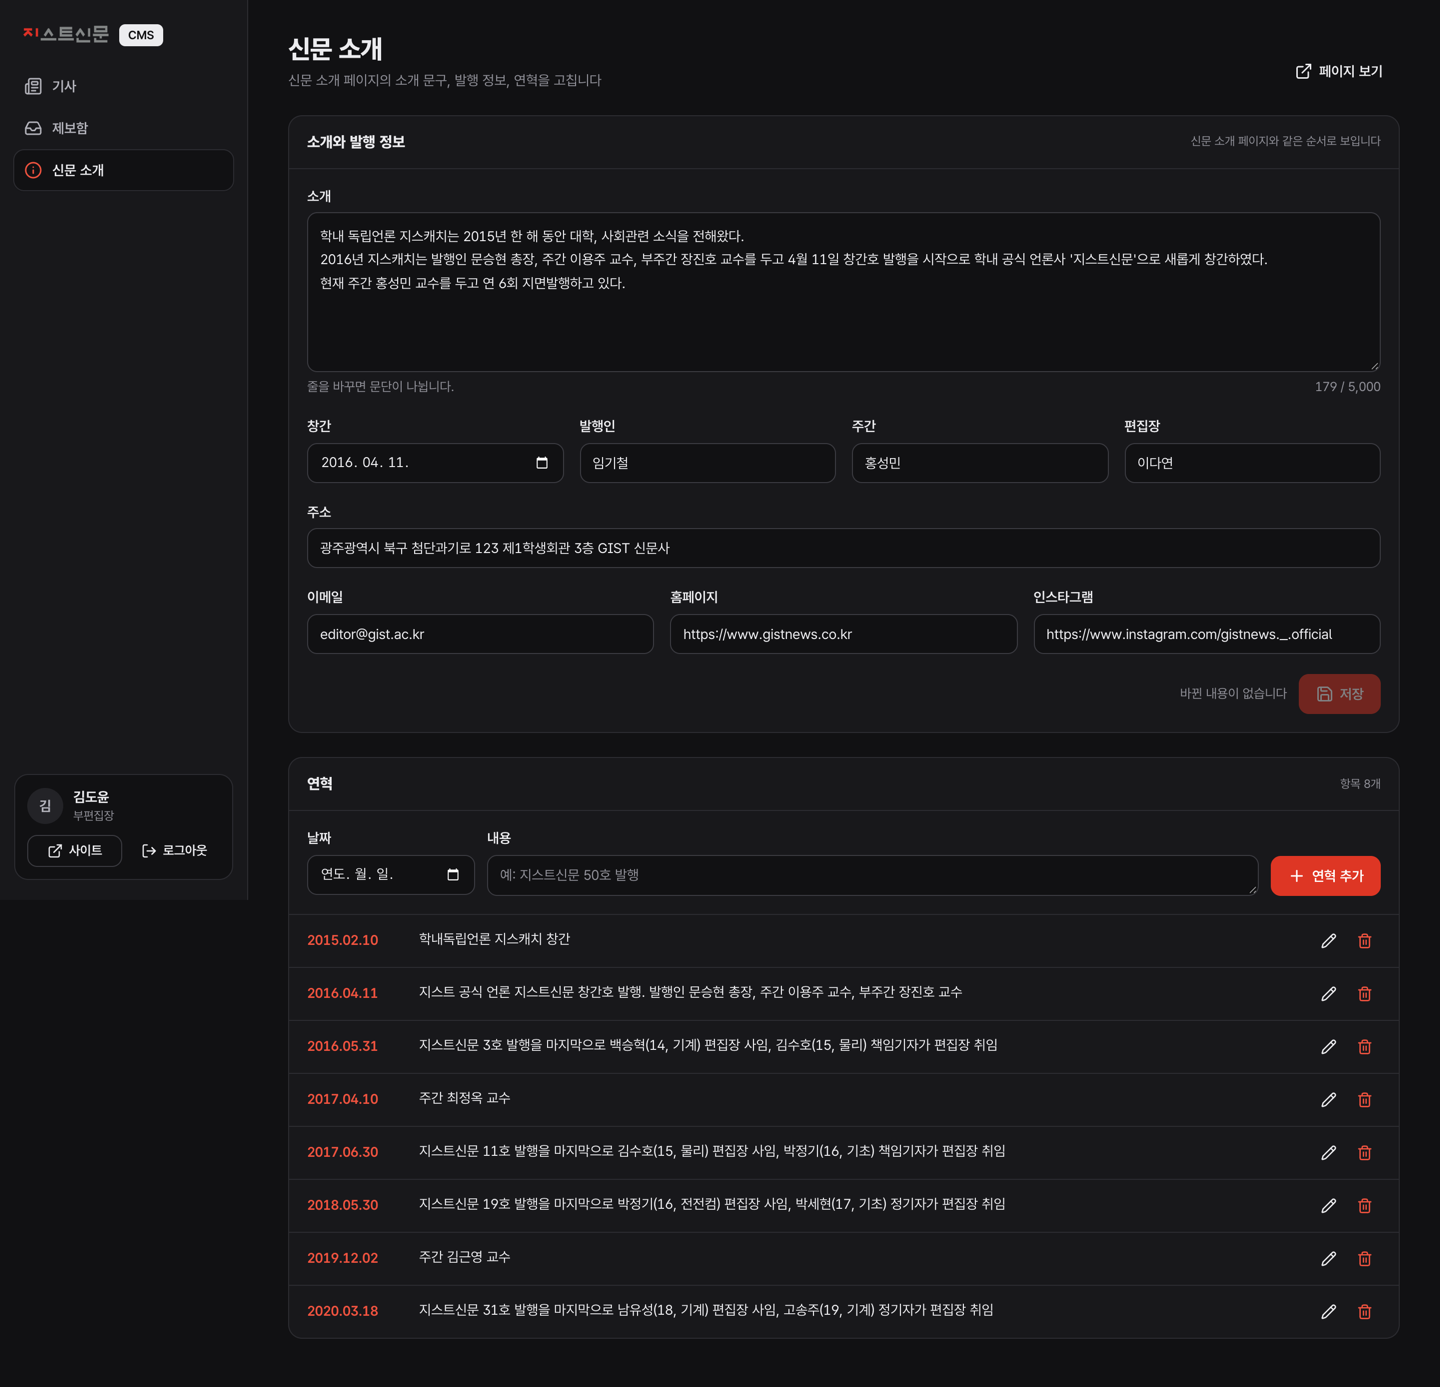 지스트신문 CMS
기사
제보함
신문 소개
김
김도윤
부편집장
사이트
로그아웃
신문 소개
신문 소개 페이지의 소개 문구, 발행 정보, 연혁을 고칩니다
페이지 보기
소개와 발행 정보
신문 소개 페이지와 같은 순서로 보입니다
소개
학내 독립언론 지스캐치는 2015년 한 해 동안 대학, 사회관련 소식을 전해왔다.
2016년 지스캐치는 발행인 문승현 총장, 주간 이용주 교수, 부주간 장진호 교수를 두고 4월 11일 창간호 발행을 시작으로 학내 공식 언론사 '지스트신문'으로 새롭게 창간하였다.
현재 주간 홍성민 교수를 두고 연 6회 지면발행하고 있다.
줄을 바꾸면 문단이 나뉩니다.
179 / 5,000
창간
발행인
주간
편집장
2016. 04. 11.
임기철
홍성민
이다연
주소
광주광역시 북구 첨단과기로 123 제1학생회관 3층 GIST 신문사
이메일
홈페이지
인스타그램
editor@gist.ac.kr
https://www.gistnews.co.kr
https://www.instagram.com/gistnews._.official
바뀐 내용이 없습니다
저장
연혁
항목 8개
날짜
내용
연도. 월. 일.
예: 지스트신문 50호 발행
연혁 추가
2015.02.10 학내독립언론 지스캐치 창간
2016.04.11 지스트 공식 언론 지스트신문 창간호 발행. 발행인 문승현 총장, 주간 이용주 교수, 부주간 장진호 교수
2016.05.31 지스트신문 3호 발행을 마지막으로 백승혁(14, 기계) 편집장 사임, 김수호(15, 물리) 책임기자가 편집장 취임
2017.04.10 주간 최정옥 교수
2017.06.30 지스트신문 11호 발행을 마지막으로 김수호(15, 물리) 편집장 사임, 박정기(16, 기초) 책임기자가 편집장 취임
2018.05.30 지스트신문 19호 발행을 마지막으로 박정기(16, 전전컴) 편집장 사임, 박세현(17, 기초) 정기자가 편집장 취임
2019.12.02 주간 김근영 교수
2020.03.18 지스트신문 31호 발행을 마지막으로 남유성(18, 기계) 편집장 사임, 고송주(19, 기계) 정기자가 편집장 취임